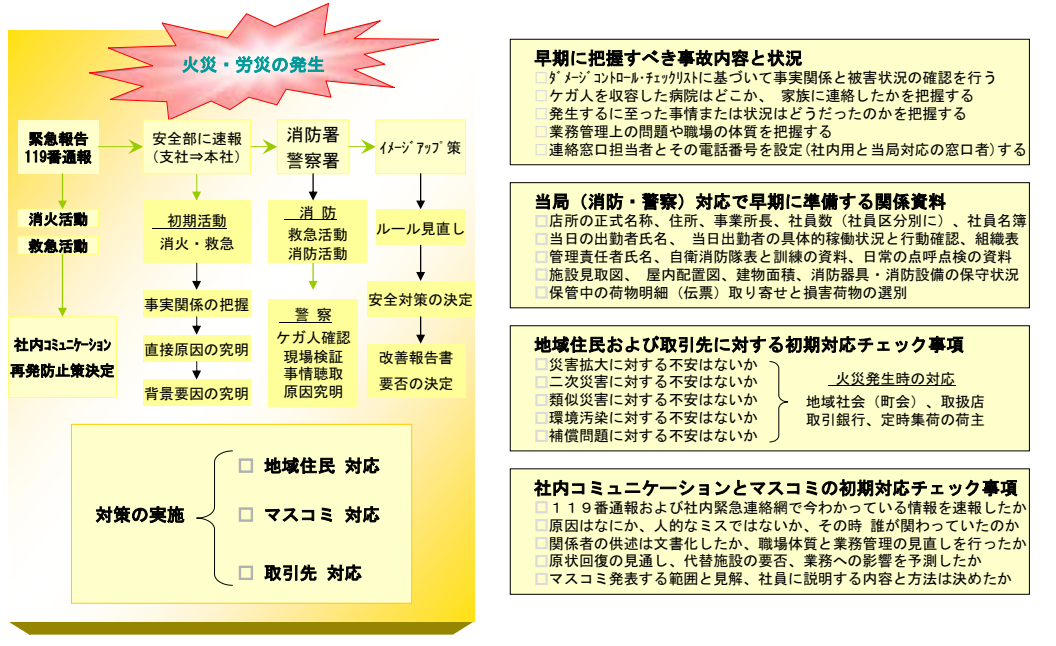 火災・労災の発生
緊急報告
119番通報
安全部に速報
(支社⇒本社)
消防署
警察署
ｲﾒｰｼﾞｱｯﾌﾟ策
消火活動
救急活動
社内ｺﾐｭﾆｹｰｼｮﾝ
再発防止策決定
初期活動
消火・救急
事実関係の把握
直接原因の究明
背景要因の究明
消 防
救急活動
消防活動
警 察
ケガ人確認
現場検証
事情聴取
原因究明
ルール見直し
安全対策の決定
改善報告書
要否の決定
対策の実施
□ 地域住民 対応
□ マスコミ 対応
□ 取引先 対応
早期に把握すべき事故内容と状況
□ﾀﾞﾒｰｼﾞｺﾝﾄﾛｰﾙ・ﾁｪｯｸﾘｽﾄに基づいて事実関係と被害状況の確認を行う
□ケガ人を収容した病院はどこか、 家族に連絡したかを把握する
□発生するに至った事情または状況はどうだったのかを把握する
□業務管理上の問題や職場の体質を把握する
□連絡窓口担当者とその電話番号を設定(社内用と当局対応の窓口者)する
当局（消防・警察）対応で早期に準備する関係資料
□店所の正式名称、住所、事業所長、社員数（社員区分別に）、社員名簿
□当日の出勤者氏名、 当日出勤者の具体的稼働状況と行動確認、組織表
□管理責任者氏名、自衛消防隊表と訓練の資料、日常の点呼点検の資料
□施設見取図、 屋内配置図、建物面積、消防器具・消防設備の保守状況
□保管中の荷物明細（伝票）取り寄せと損害荷物の選別
地域住民および取引先に対する初期対応チェック事項
□災害拡大に対する不安はないか
□二次災害に対する不安はないか
□類似災害に対する不安はないか
□環境汚染に対する不安はないか
□補償問題に対する不安はないか
火災発生時の対応
地域社会（町会）、取扱店
取引銀行、定時集荷の荷主
社内コミュニケーションとマスコミの初期対応チェック事項
□１１９番通報および社内緊急連絡網で今わかっている情報を速報したか
□原因はなにか、人的なミスではないか、その時 誰が関わっていたのか
□関係者の供述は文書化したか、職場体質と業務管理の見直しを行ったか
□原状回復の見通し、代替施設の要否、業務への影響を予測したか
□マスコミ発表する範囲と見解、社員に説明する内容と方法は決めたか